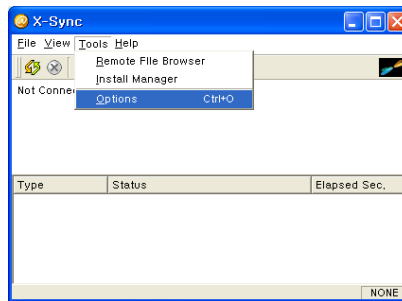 X-Sync
File View Tools Help
Remote File Browser
Install Manager
Options Ctrl+O
Not Conne
Type Status Elapsed Sec.
NONE